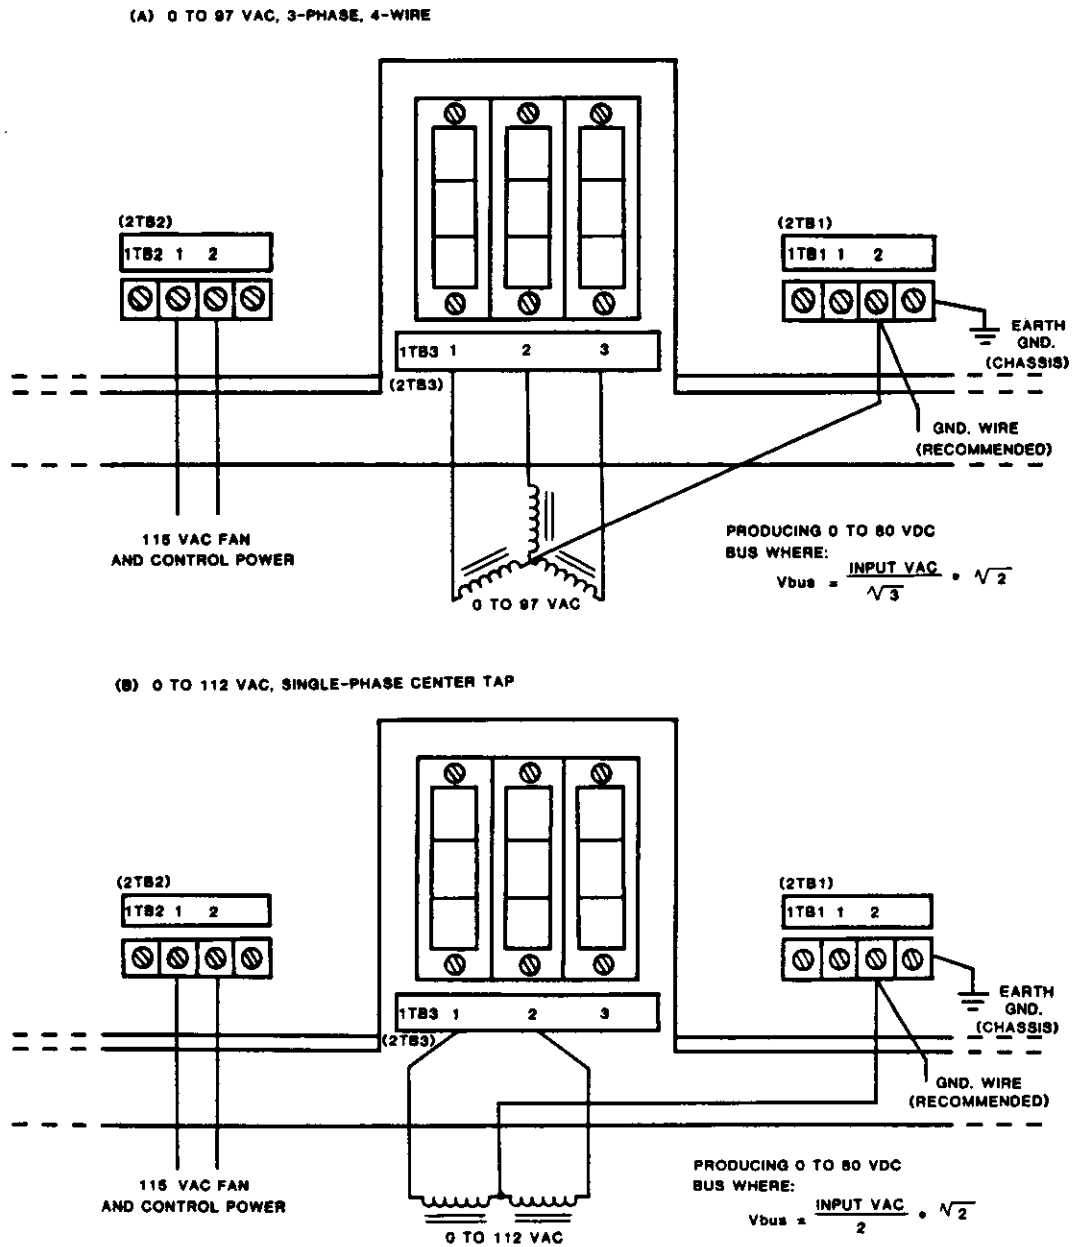 (A) 0 TO 97 VAC, 3-PHASE, 4-WIRE
(2TB2)
1TB2 1 2
(2TB1)
1TB1 1 2
EARTH
GND.
(CHASSIS)
1TB3 1 2 3
(2TB3)
GND. WIRE
(RECOMMENDED)
115 VAC FAN
AND CONTROL POWER
0 TO 97 VAC
PRODUCING 0 TO 80 VDC
BUS WHERE:
Vbus = INPUT VAC / √3 • √2
(B) 0 TO 112 VAC, SINGLE-PHASE CENTER TAP
(2TB2)
1TB2 1 2
(2TB1)
1TB1 1 2
EARTH
GND.
(CHASSIS)
1TB3 1 2 3
(2TB3)
GND. WIRE
(RECOMMENDED)
115 VAC FAN
AND CONTROL POWER
0 TO 112 VAC
PRODUCING 0 TO 80 VDC
BUS WHERE:
Vbus = INPUT VAC / 2 • √2